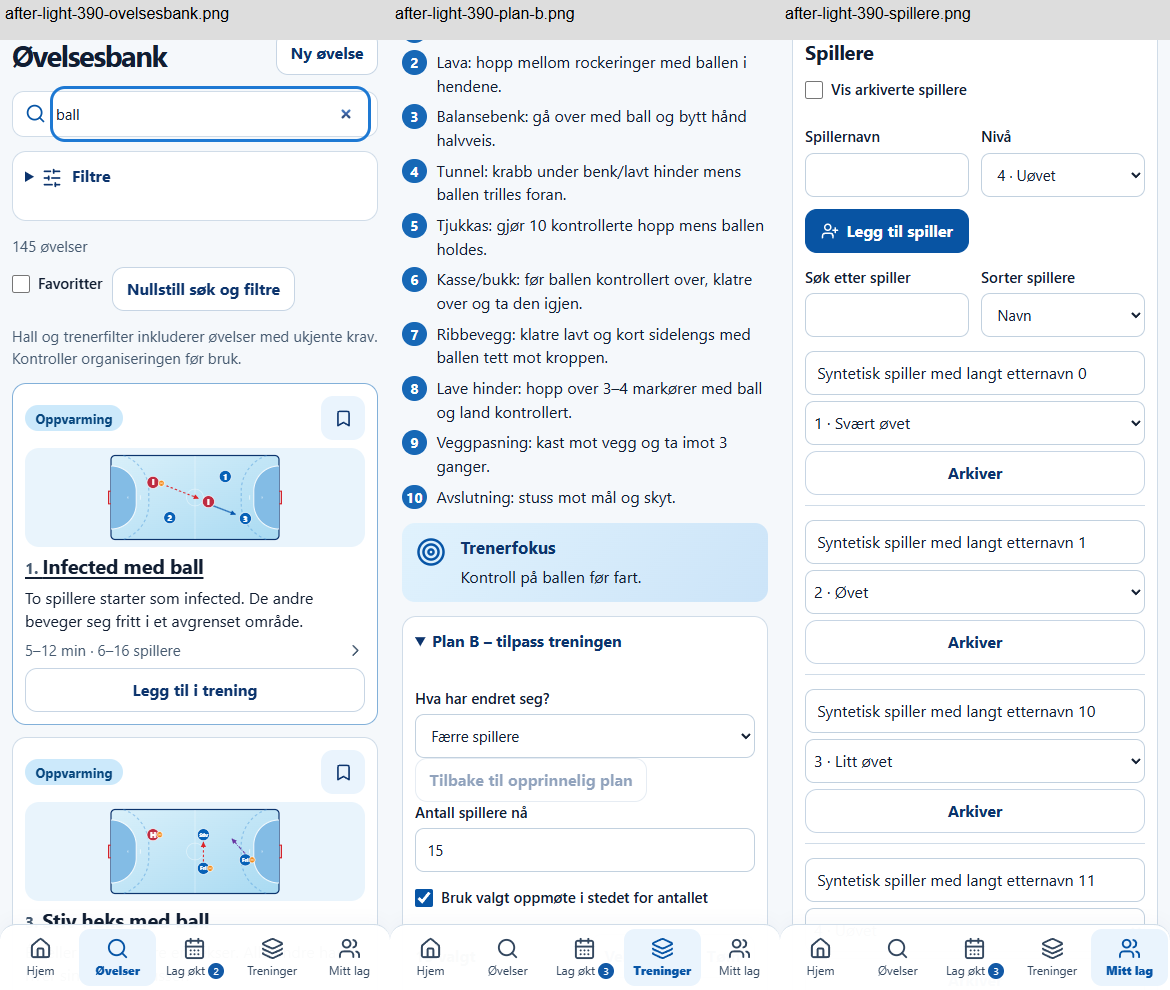 after-light-390-ovelsesbank.png
Øvelsesbank
Ny øvelse
ball
Filtre
145 øvelser
Favoritter
Nullstill søk og filtre
Hall og trenerfilter inkluderer øvelser med ukjente krav.
Kontroller organiseringen før bruk.
Oppvarming
1
2
3
1. Infected med ball
To spillere starter som infected. De andre
beveger seg fritt i et avgrenset område.
5–12 min · 6–16 spillere
Legg til i trening
Oppvarming
3. Stiv heks med ball
Hjem
Øvelser
Lag økt 2
Treninger
Mitt lag
after-light-390-plan-b.png
2 Lava: hopp mellom rockeringer med ballen i
hendene.
3 Balansebenk: gå over med ball og bytt hånd
halvveis.
4 Tunnel: krabb under benk/lavt hinder mens
ballen trilles foran.
5 Tjukkas: gjør 10 kontrollerte hopp mens ballen
holdes.
6 Kasse/bukk: før ballen kontrollert over, klatre
over og ta den igjen.
7 Ribbevegg: klatre lavt og kort sidelengs med
ballen tett mot kroppen.
8 Lave hinder: hopp over 3–4 markører med ball
og land kontrollert.
9 Veggpasning: kast mot vegg og ta imot 3
ganger.
10 Avslutning: stuss mot mål og skyt.
Trenerfokus
Kontroll på ballen før fart.
Plan B – tilpass treningen
Hva har endret seg?
Færre spillere
Tilbake til opprinnelig plan
Antall spillere nå
15
Bruk valgt oppmøte i stedet for antallet
Hjem
Øvelser
Lag økt 3
Treninger
Mitt lag
after-light-390-spillere.png
Spillere
Vis arkiverte spillere
Spillernavn
Nivå
4 · Uøvet
Legg til spiller
Søk etter spiller
Sorter spillere
Navn
Syntetisk spiller med langt etternavn 0
1 · Svært øvet
Arkiver
Syntetisk spiller med langt etternavn 1
2 · Øvet
Arkiver
Syntetisk spiller med langt etternavn 10
3 · Litt øvet
Arkiver
Syntetisk spiller med langt etternavn 11
Hjem
Øvelser
Lag økt 3
Treninger
Mitt lag